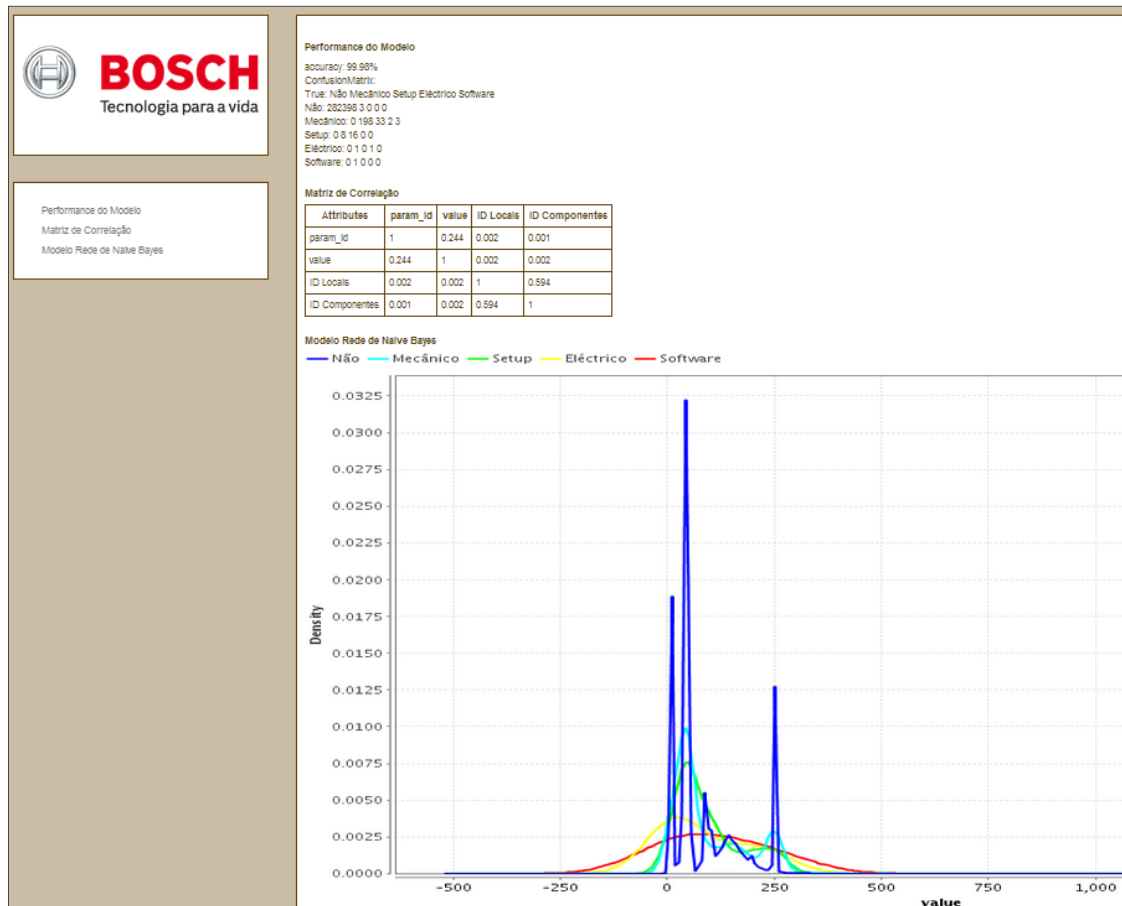 BOSCH
Tecnologia para a vida
Performance do Modelo
Matriz de Correlação
Modelo Rede de Naive Bayes
Performance do Modelo
accuracy: 99.98%
ConfusionMatrix:
True: Não Mecânico Setup Eléctrico Software
Não: 282398 3 0 0 0
Mecânico: 0 198 33 2 3
Setup: 0 8 16 0 0
Eléctrico: 0 1 0 1 0
Software: 0 1 0 0 0
Matriz de Correlação
Attributes param_id value ID Locais ID Componentes
param_id 1 0.244 0.002 0.001
value 0.244 1 0.002 0.002
ID Locais 0.002 0.002 1 0.594
ID Componentes 0.001 0.002 0.594 1
Modelo Rede de Naive Bayes
Não Mecânico Setup Eléctrico Software
0.0325
0.0300
0.0275
0.0250
0.0225
0.0200
0.0175
0.0150
0.0125
0.0100
0.0075
0.0050
0.0025
0.0000
Density
-500 -250 0 250 500 750 1,000
value